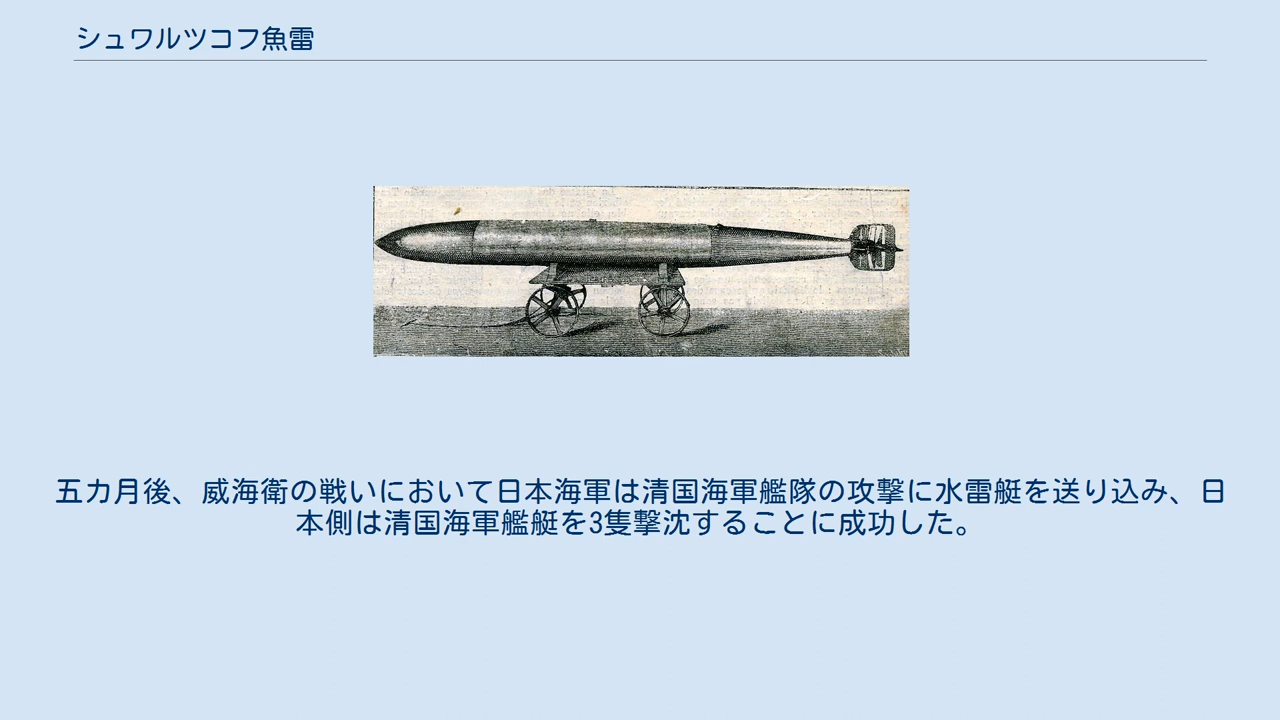 シュワルツコフ魚雷
五カ月後、威海衛の戦いにおいて日本海軍は清国海軍艦隊の攻撃に水雷艇を送り込み、日
本側は清国海軍艦艇を3隻撃沈することに成功した。